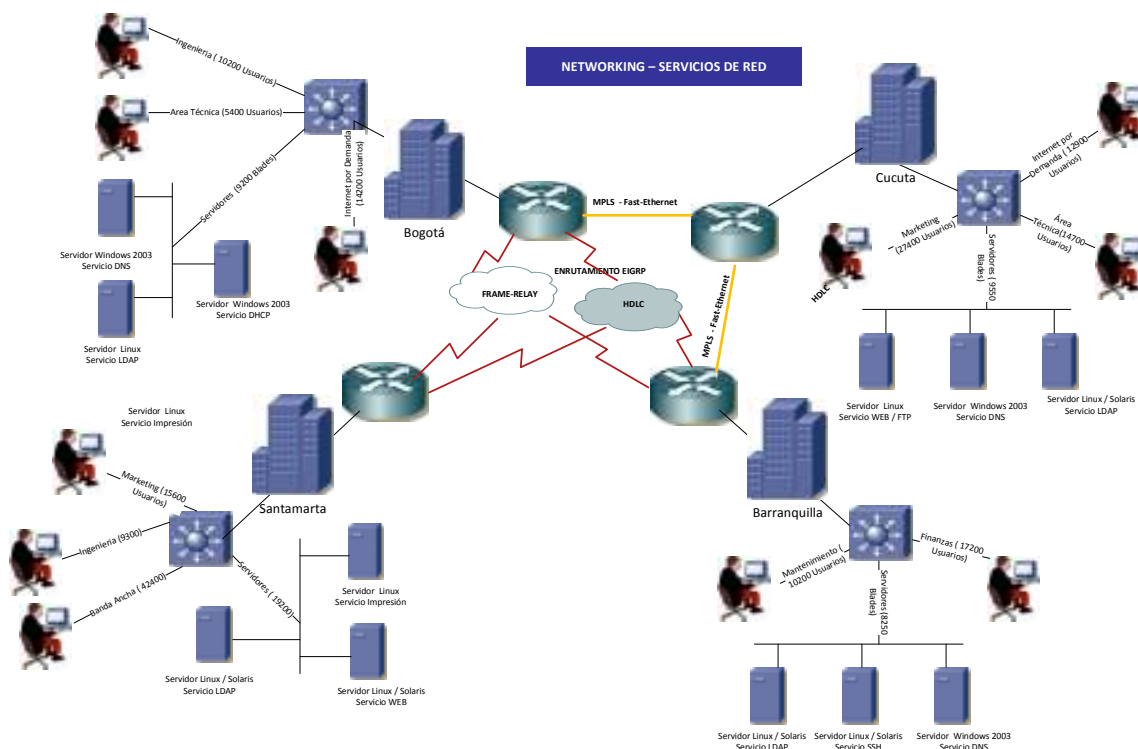 NETWORKING – SERVICIOS DE RED
Ingenieria ( 10200 Usuarios)
Area Técnica (5400 Usuarios)
Servidores (9200 Blades)
Internet por Demanda
(14200 Usuarios)
Bogotá
Servidor Windows 2003
Servicio DNS
Servidor Windows 2003
Servicio DHCP
Servidor Linux
Servicio LDAP
MPLS - Fast-Ethernet
ENRUTAMIENTO EIGRP
FRAME-RELAY
HDLC
MPLS - Fast-Ethernet
Cucuta
Internet por
Demanda ( 12900
Usuarios)
Marketing
(27400 Usuarios)
Área
Técnica(14700
Usuarios)
Servidores ( 9550
Blades)
HDLC
Servidor Linux
Servicio WEB / FTP
Servidor Windows 2003
Servicio DNS
Servidor Linux / Solaris
Servicio LDAP
Servidor Linux
Servicio Impresión
Marketing (15600
Usuarios)
Ingenieria (9300)
Banda Ancha ( 42400)
Santamarta
Servidores ( 19200)
Servidor Linux
Servicio Impresión
Servidor Linux / Solaris
Servicio LDAP
Servidor Linux / Solaris
Servicio WEB
Barranquilla
Mantenimiento (
10200 Usuarios)
Finanzas ( 17200
Usuarios)
Servidores (8250
Blades)
Servidor Linux / Solaris
Servicio LDAP
Servidor Linux / Solaris
Servicio SSH
Servidor Windows 2003
Servicio DNS